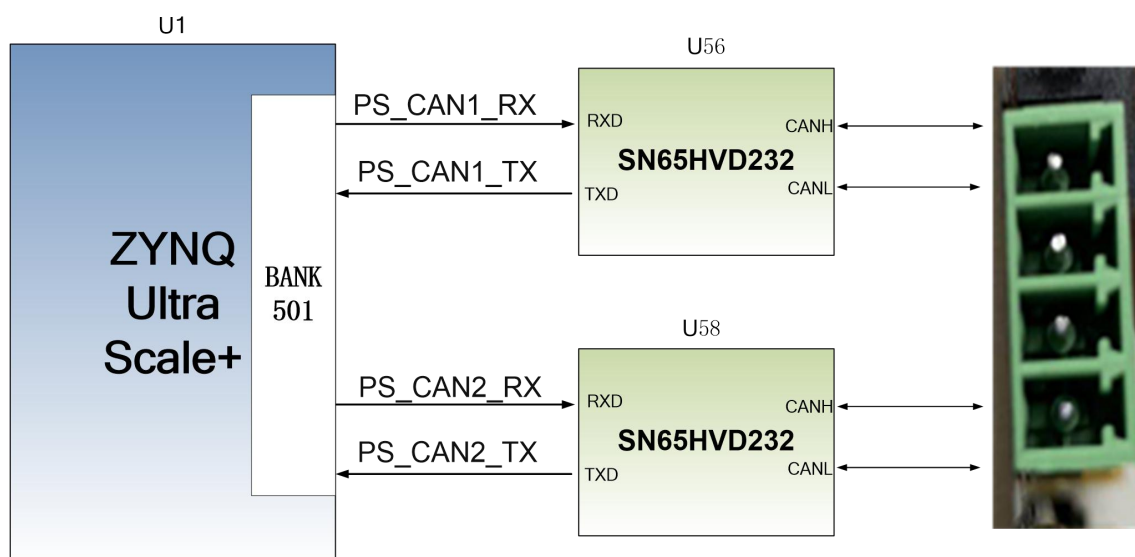 U1
U56
PS_CAN1_RX
RXD
CANH
SN65HVD232
PS_CAN1_TX
TXD
CANL
ZYNQ
Ultra
Scale+
BANK
501
U58
PS_CAN2_RX
RXD
CANH
SN65HVD232
PS_CAN2_TX
TXD
CANL